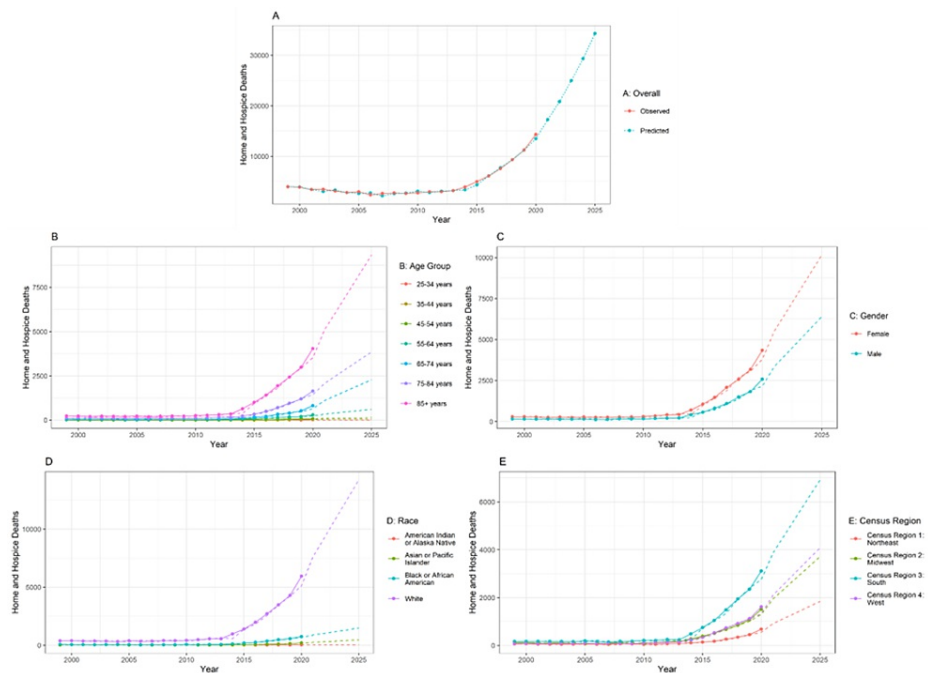 A
Home and Hospice Deaths
30000
20000
10000
2000 2005 2010 2015 2020 2025
Year
A: Overall
Observed
Predicted
B
Home and Hospice Deaths
7500
5000
2500
0
2000 2005 2010 2015 2020 2025
Year
B: Age Group
25-34 years
35-44 years
45-54 years
55-64 years
65-74 years
75-84 years
85+ years
C
Home and Hospice Deaths
10000
7500
5000
2500
0
2000 2005 2010 2015 2020 2025
Year
C: Gender
Female
Male
D
Home and Hospice Deaths
10000
5000
0
2000 2005 2010 2015 2020 2025
Year
D: Race
American Indian
or Alaska Native
Asian or Pacific
Islander
Black or African
American
White
E
Home and Hospice Deaths
6000
4000
2000
0
2000 2005 2010 2015 2020 2025
Year
E: Census Region
Census Region 1:
Northeast
Census Region 2:
Midwest
Census Region 3:
South
Census Region 4:
West